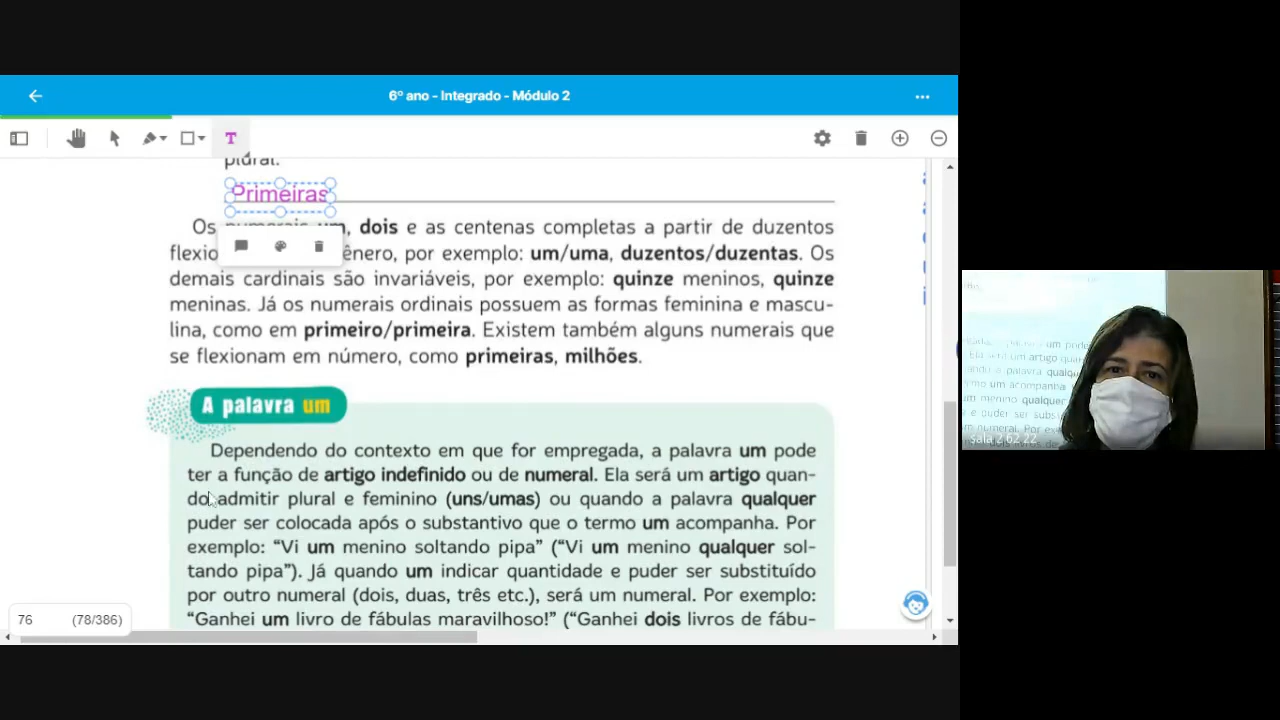 6º ano - Integrado - Módulo 2
T
plural.
Primeiras
Os numerais um, dois e as centenas completas a partir de duzentos
flexio ênero, por exemplo: um/uma, duzentos/duzentas. Os
demais cardinais são invariáveis, por exemplo: quinze meninos, quinze
meninas. Já os numerais ordinais possuem as formas feminina e mascu-
lina, como em primeiro/primeira. Existem também alguns numerais que
se flexionam em número, como primeiras, milhões.
A palavra um
Dependendo do contexto em que for empregada, a palavra um pode
ter a função de artigo indefinido ou de numeral. Ela será um artigo quan-
do admitir plural e feminino (uns/umas) ou quando a palavra qualquer
puder ser colocada após o substantivo que o termo um acompanha. Por
exemplo: “Vi um menino soltando pipa” (“Vi um menino qualquer sol-
tando pipa”). Já quando um indicar quantidade e puder ser substituído
por outro numeral (dois, duas, três etc.), será um numeral. Por exemplo:
“Ganhei um livro de fábulas maravilhoso!” (“Ganhei dois livros de fábu-
76 (78/386)
sala 2 62 22